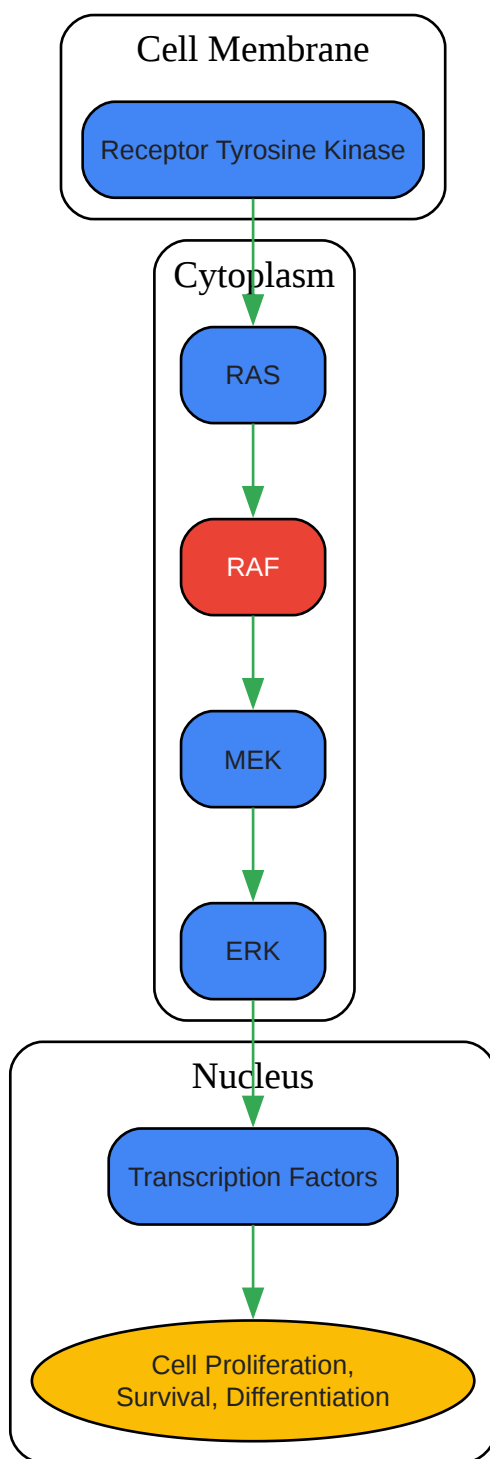 Cell Membrane
Receptor Tyrosine Kinase
Cytoplasm
RAS
RAF
MEK
ERK
Nucleus
Transcription Factors
Cell Proliferation,
Survival, Differentiation